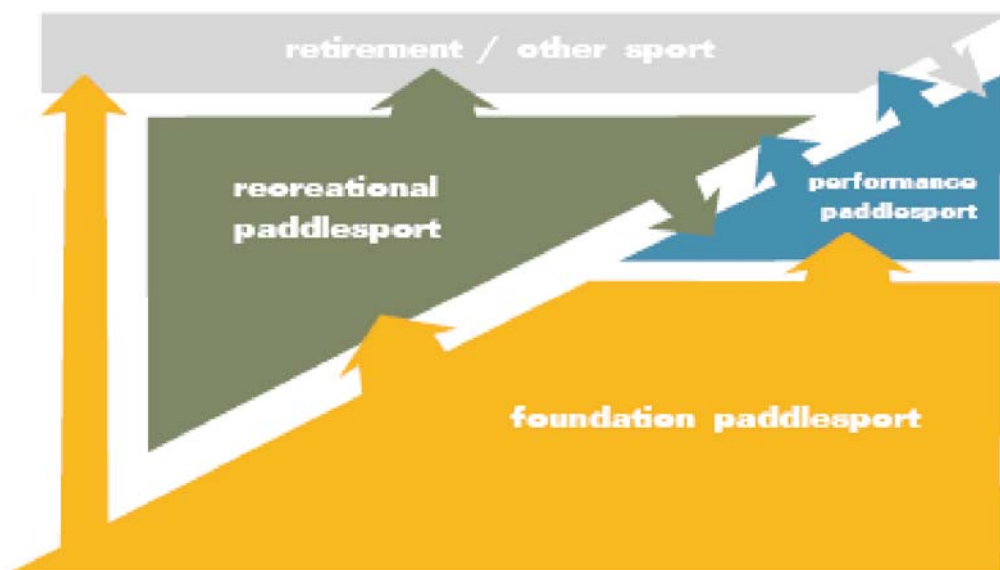 retirement / other sport
recreational
paddlesport
performance
paddlesport
foundation paddlesport